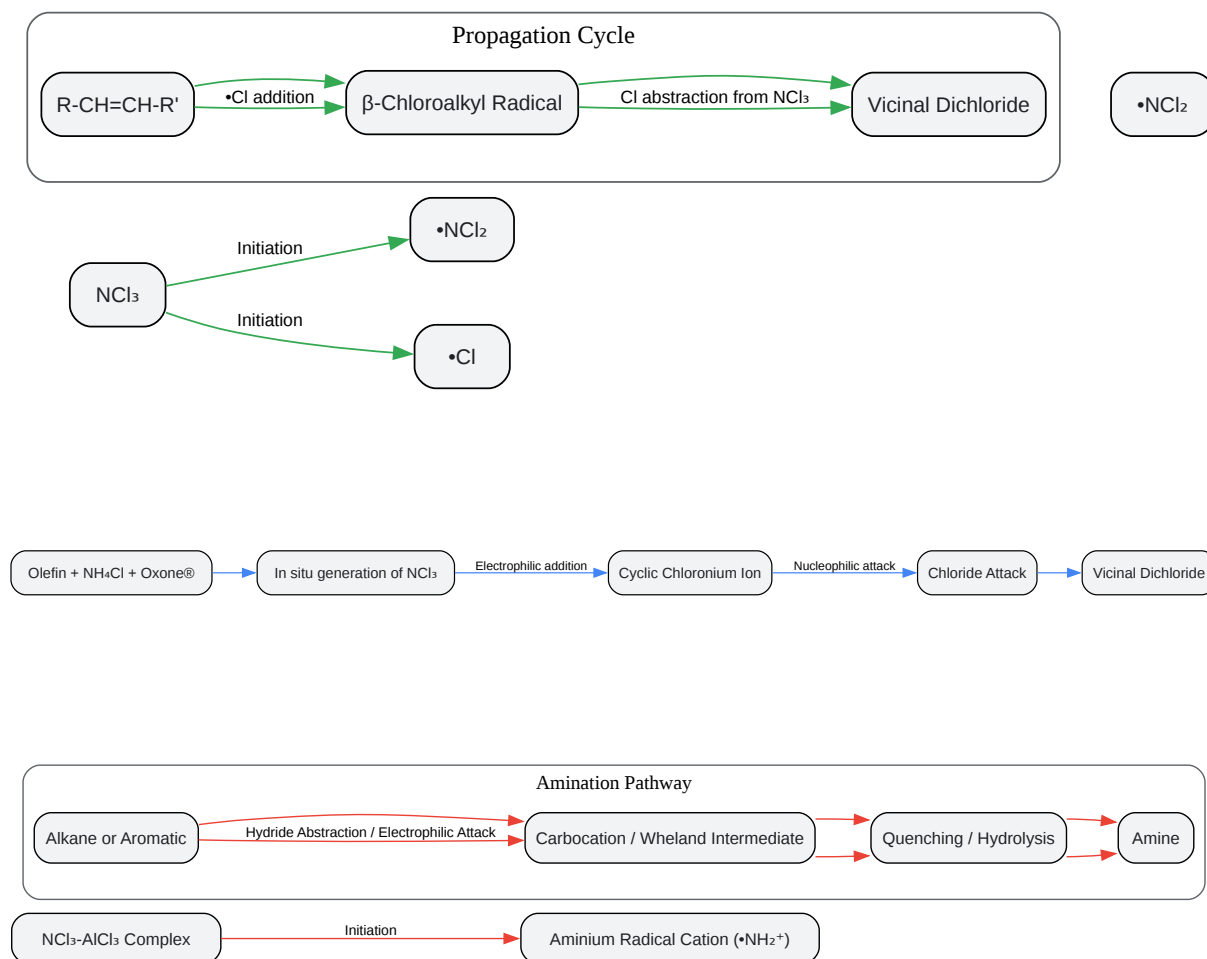 Propagation Cycle
R-CH=CH-R'
•Cl addition
β-Chloroalkyl Radical
Cl abstraction from NCl₃
Vicinal Dichloride
•NCl₂
NCl₃
Initiation
•NCl₂
Initiation
•Cl
Olefin + NH₄Cl + Oxone®
In situ generation of NCl₃
Electrophilic addition
Cyclic Chloronium Ion
Nucleophilic attack
Chloride Attack
Vicinal Dichloride
Amination Pathway
Alkane or Aromatic
Hydride Abstraction / Electrophilic Attack
Carbocation / Wheland Intermediate
Quenching / Hydrolysis
Amine
NCl₃-AlCl₃ Complex
Initiation
Aminium Radical Cation (•NH₂⁺)